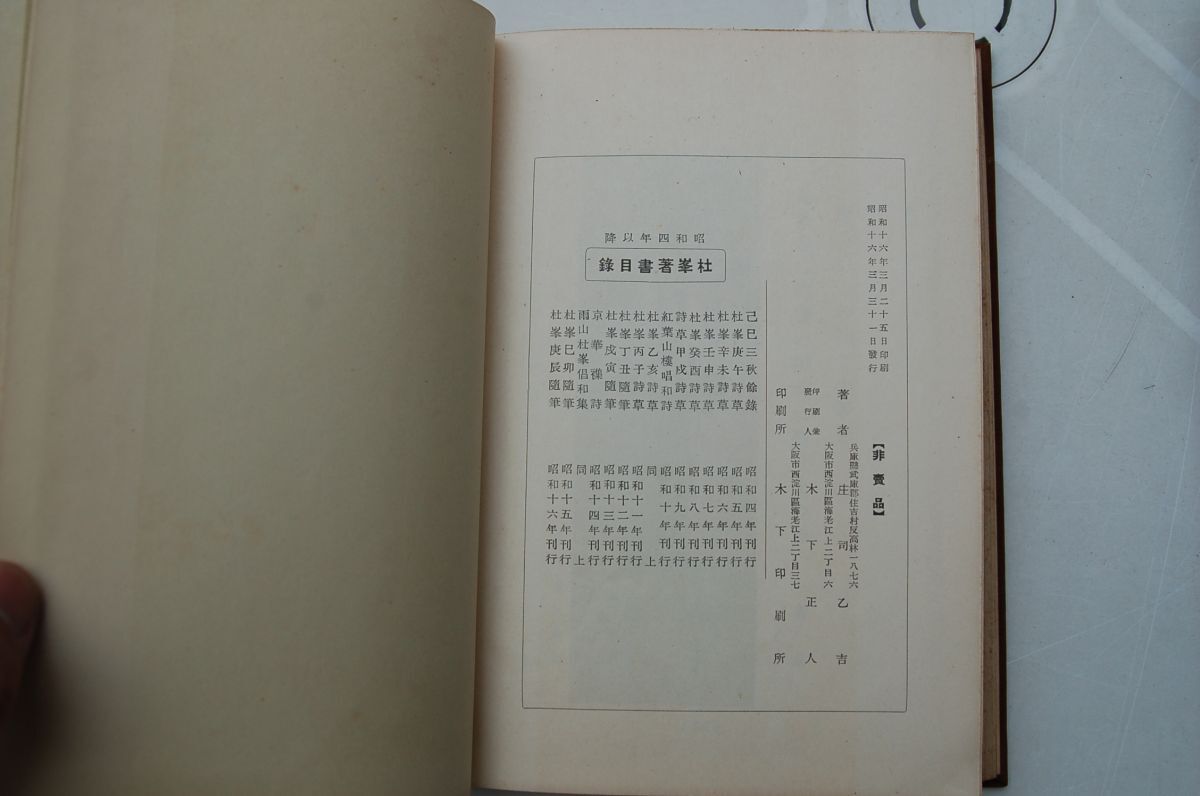 昭和十六年三月二十五日印刷
昭和十六年三月三十一日發行
【非賣品】
兵庫縣武庫郡住吉村反高林一八七六
著者 庄司乙吉
大阪市西淀川區海老江上二丁目六
印刷兼發行人 木下正人
大阪市西淀川區海老江上二丁目三七
印刷所 木下印刷所
昭和四年以降
杜峯著書目錄
己巳三秋餘錄 昭和四年刊行
杜峯庚午詩草 昭和五年刊行
杜峯辛未詩草 昭和六年刊行
杜峯壬申詩草 昭和七年刊行
杜峯癸酉詩草 昭和八年刊行
詩草甲戌詩草 昭和九年刊行
紅葉山樓唱和詩 昭和十年刊行
杜峯乙亥詩草 同上
杜峯丙子詩草 昭和十一年刊行
杜峯丁丑隨筆 昭和十二年刊行
杜峯戊寅隨筆 昭和十三年刊行
京華襍詩 昭和十四年刊行
雨山杜峯倡和集 同上
杜峯巳卯隨筆 昭和十五年刊行
杜峯庚辰隨筆 昭和十六年刊行